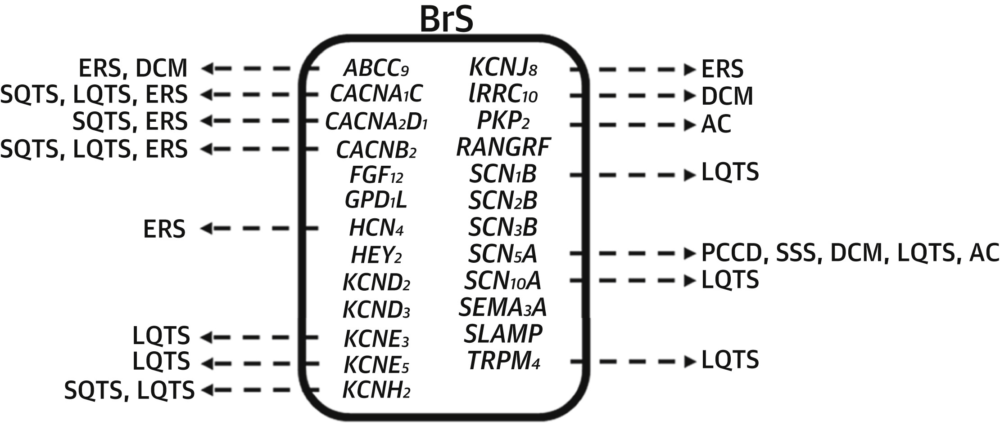 BrS
ERS, DCM ABCC9 KCNJ8 ERS
SQTS, LQTS, ERS CACNA1C lRRC10 DCM
SQTS, ERS CACNA2D1 PKP2 AC
SQTS, LQTS, ERS CACNB2 RANGRF
FGF12 SCN1B LQTS
GPD1L SCN2B
ERS HCN4 SCN3B
HEY2 SCN5A PCCD, SSS, DCM, LQTS, AC
KCND2 SCN10A LQTS
KCND3 SEMA3A
LQTS KCNE3 SLAMP
LQTS KCNE5 TRPM4 LQTS
SQTS, LQTS KCNH2